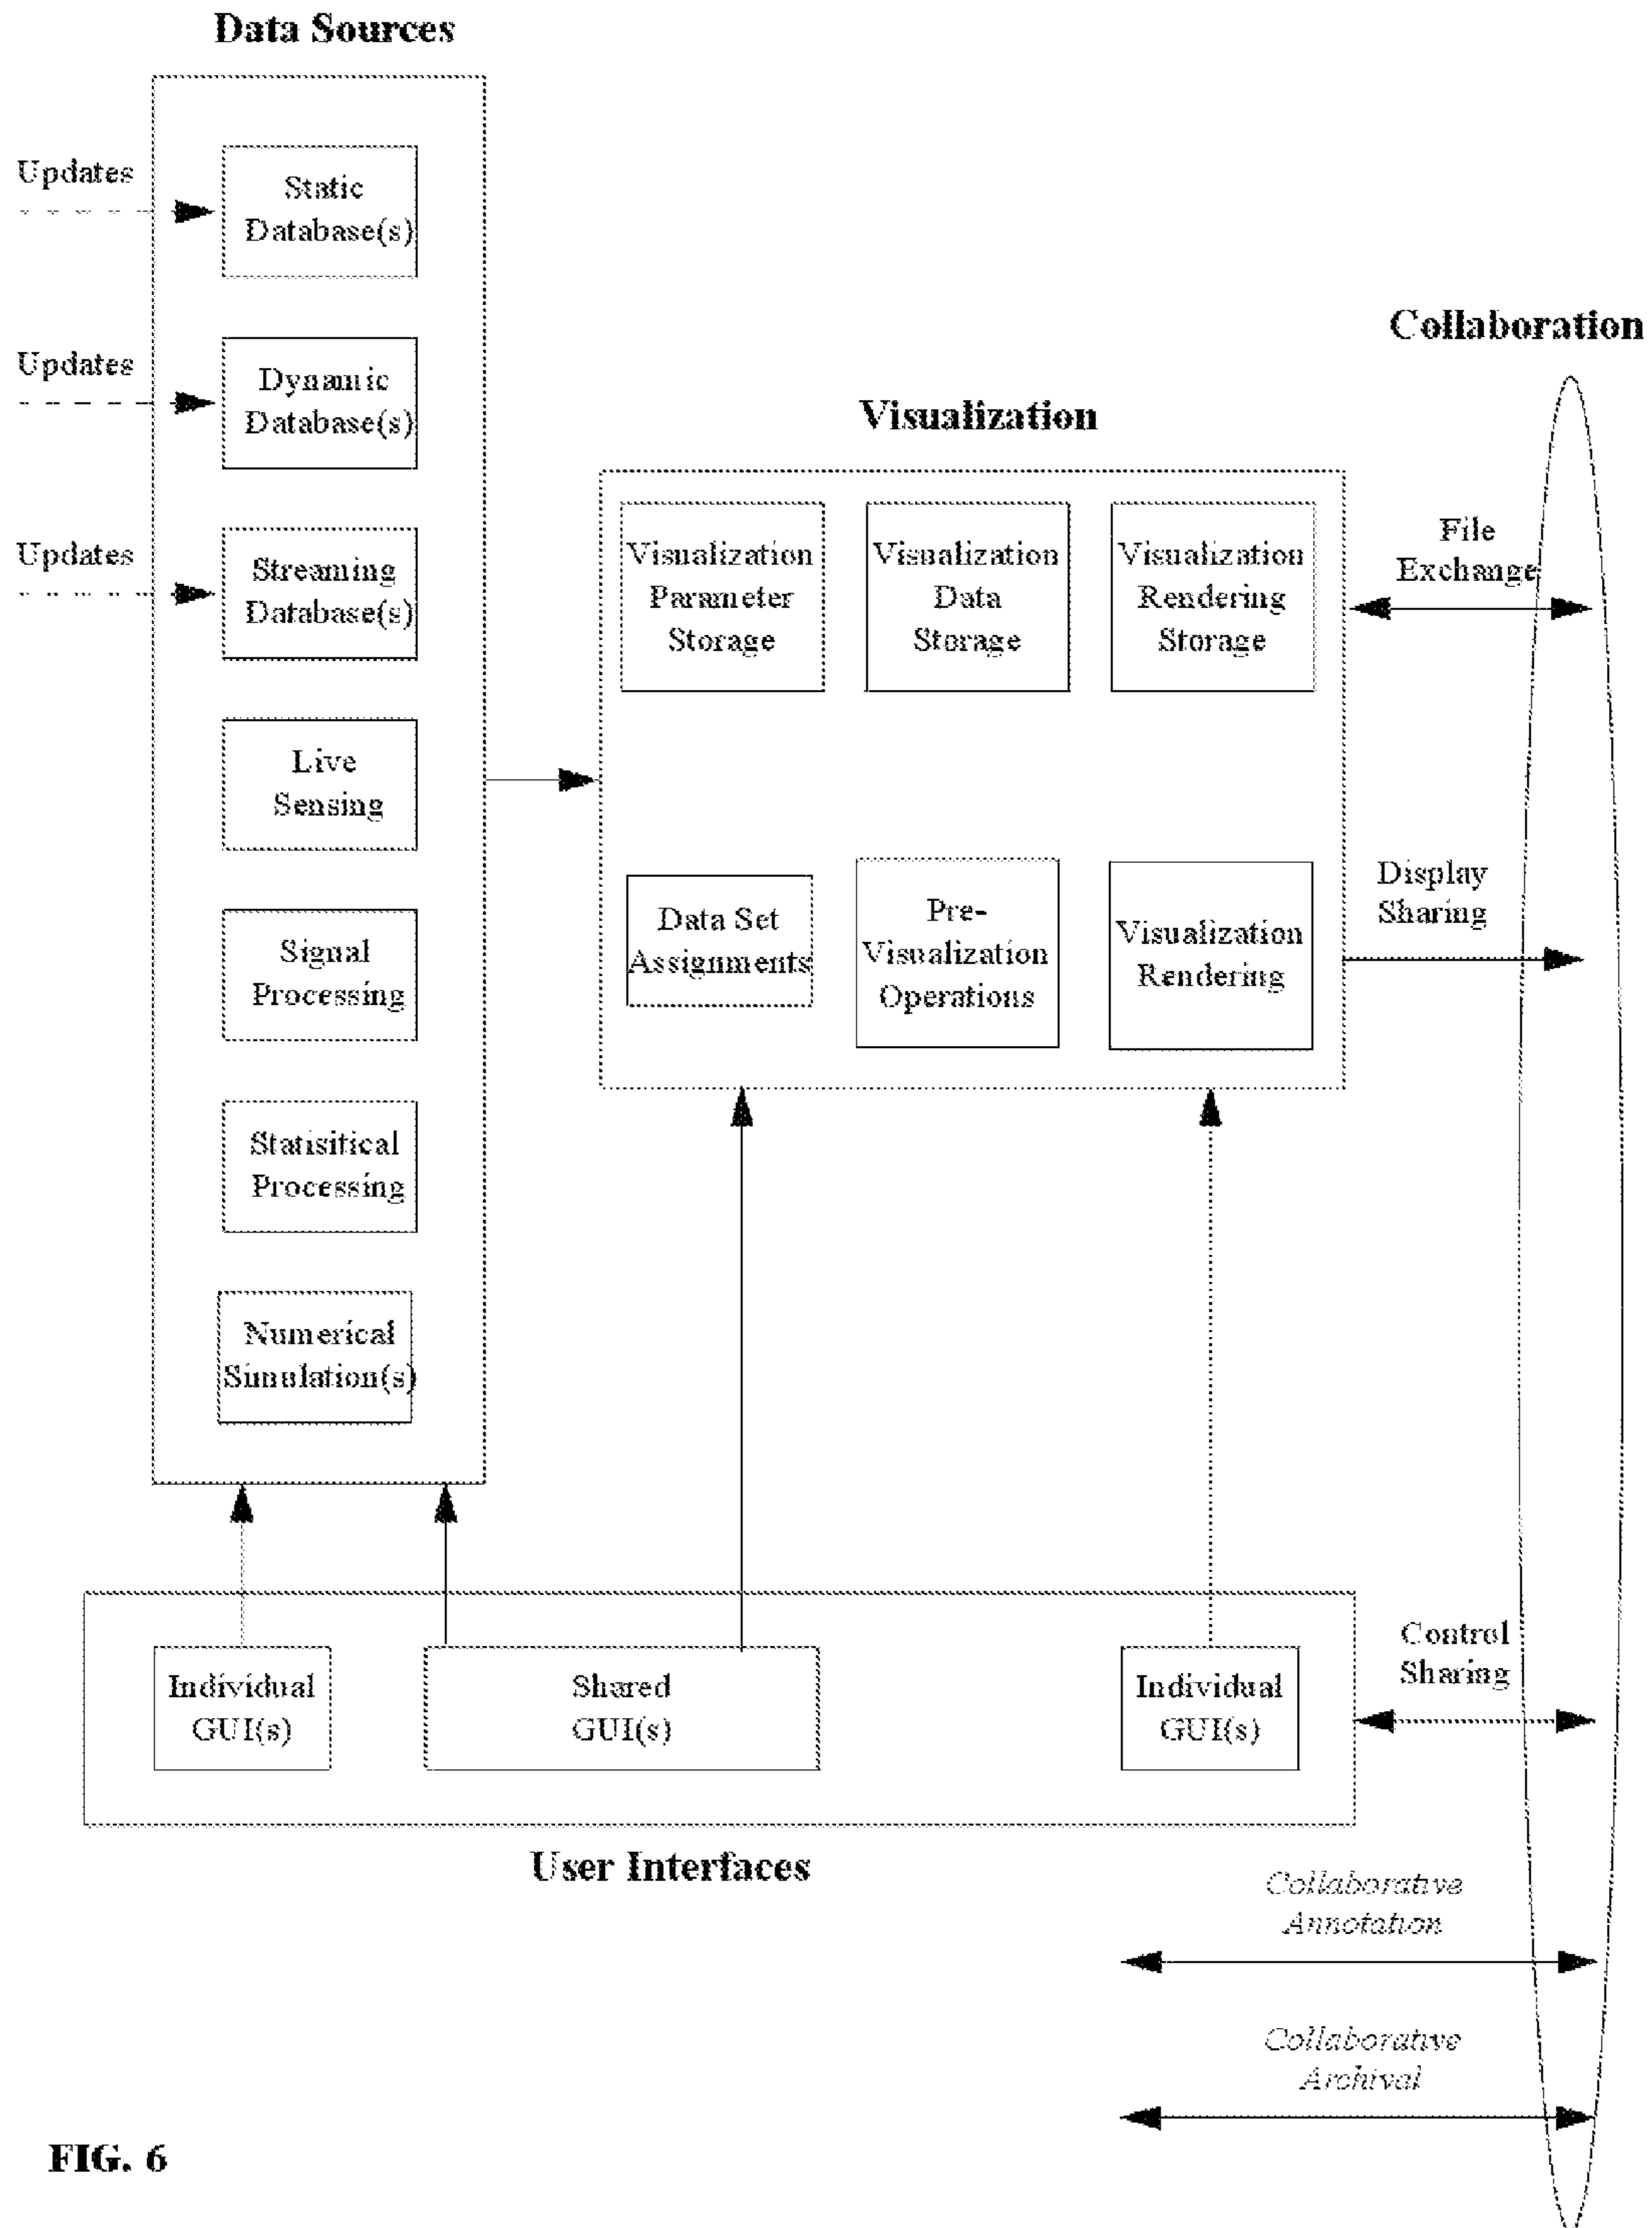 Data Sources
Updates
Static
Database(s)
Updates
Dynamic
Database(s)
Updates
Streaming
Database(s)
Live
Sensing
Signal
Processing
Statisitical
Processing
Numerical
Simulation(s)
Visualization
Visualization
Parameter
Storage
Visualization
Data
Storage
Visualization
Rendering
Storage
Data Set
Assignments
Pre-
Visualization
Operations
Visualization
Rendering
Collaboration
File
Exchange
Display
Sharing
Individual
GUI(s)
Shared
GUI(s)
Individual
GUI(s)
Control
Sharing
User Interfaces
Collaborative
Annotation
Collaborative
Archival
FIG. 6